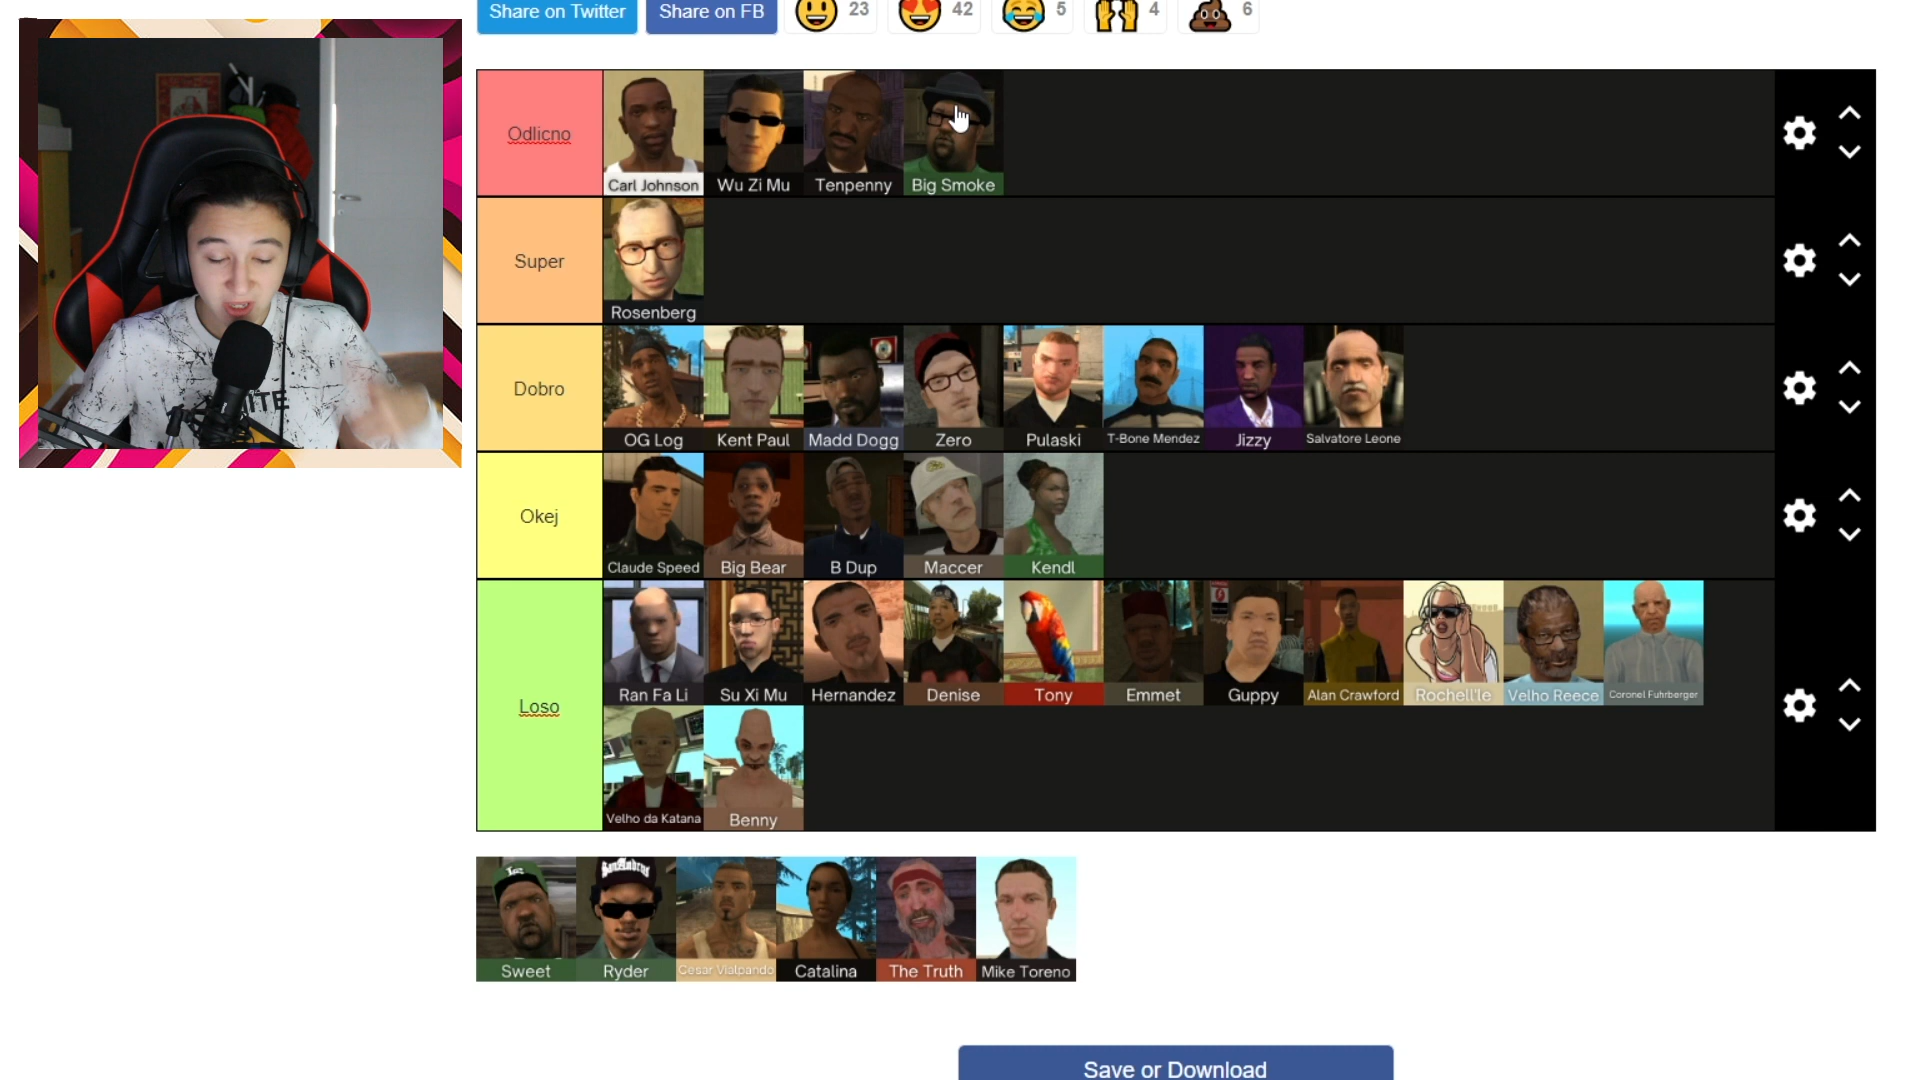 Share on Twitter
Share on FB
23
42
5
4
6
Odlicno
Carl Johnson
Wu Zi Mu
Tenpenny
Big Smoke
Super
Rosenberg
Dobro
OG Log
Kent Paul
Madd Dogg
Zero
Pulaski
T-Bone Mendez
Jizzy
Salvatore Leone
Okej
Claude Speed
Big Bear
B Dup
Maccer
Kendl
Loso
Ran Fa Li
Su Xi Mu
Hernandez
Denise
Tony
Emmet
Guppy
Alan Crawford
Rochell'le
Velho Reece
Coronel Fuhrberger
Velho da Katana
Benny
Sweet
Ryder
Cesar Vialpando
Catalina
The Truth
Mike Toreno
Save or Download